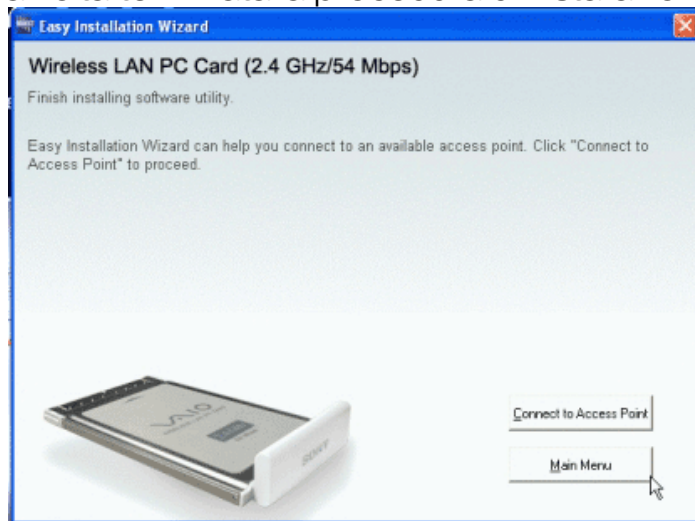 Easy Installation Wizard
Wireless LAN PC Card (2.4 GHz/54 Mbps)
Finish installing software utility.
Easy Installation Wizard can help you connect to an available access point. Click "Connect to
Access Point" to proceed.
VAIO
SONY
Connect to Access Point
Main Menu